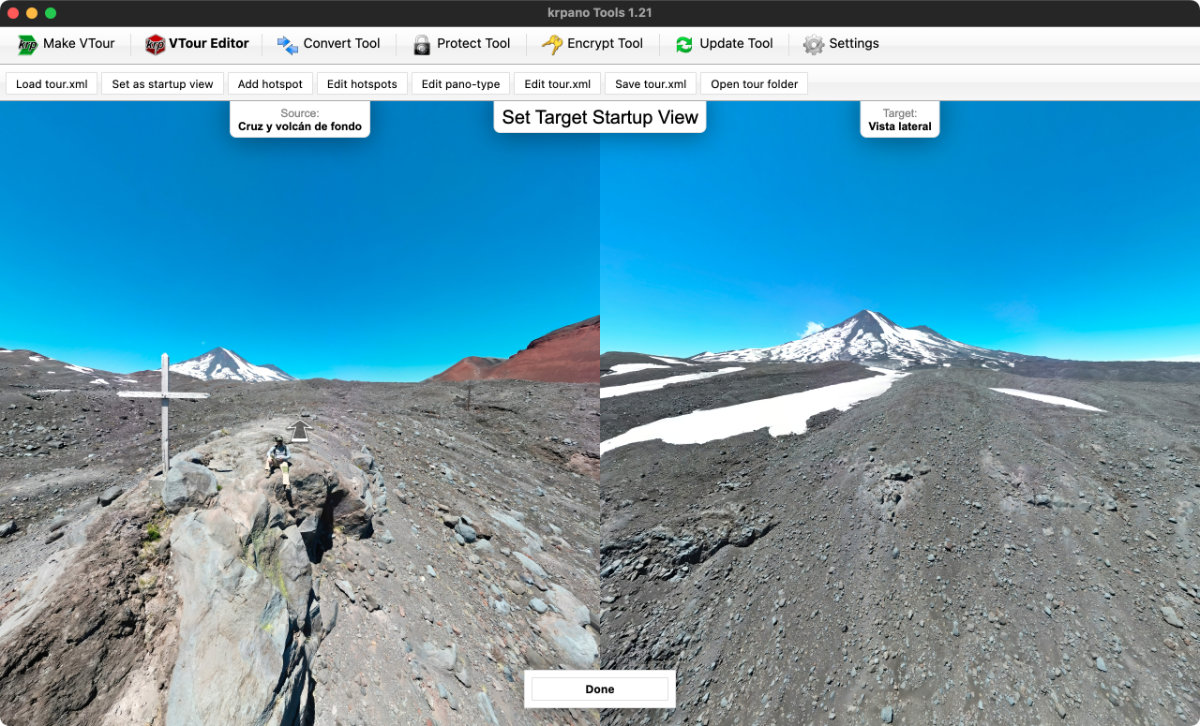 krpano Tools 1.21
krp Make VTour
krp VTour Editor
Convert Tool
Protect Tool
Encrypt Tool
Update Tool
Settings
Load tour.xml
Set as startup view
Add hotspot
Edit hotspots
Edit pano-type
Edit tour.xml
Save tour.xml
Open tour folder
Source:
Cruz y volcán de fondo
Set Target Startup View
Target:
Vista lateral
Done